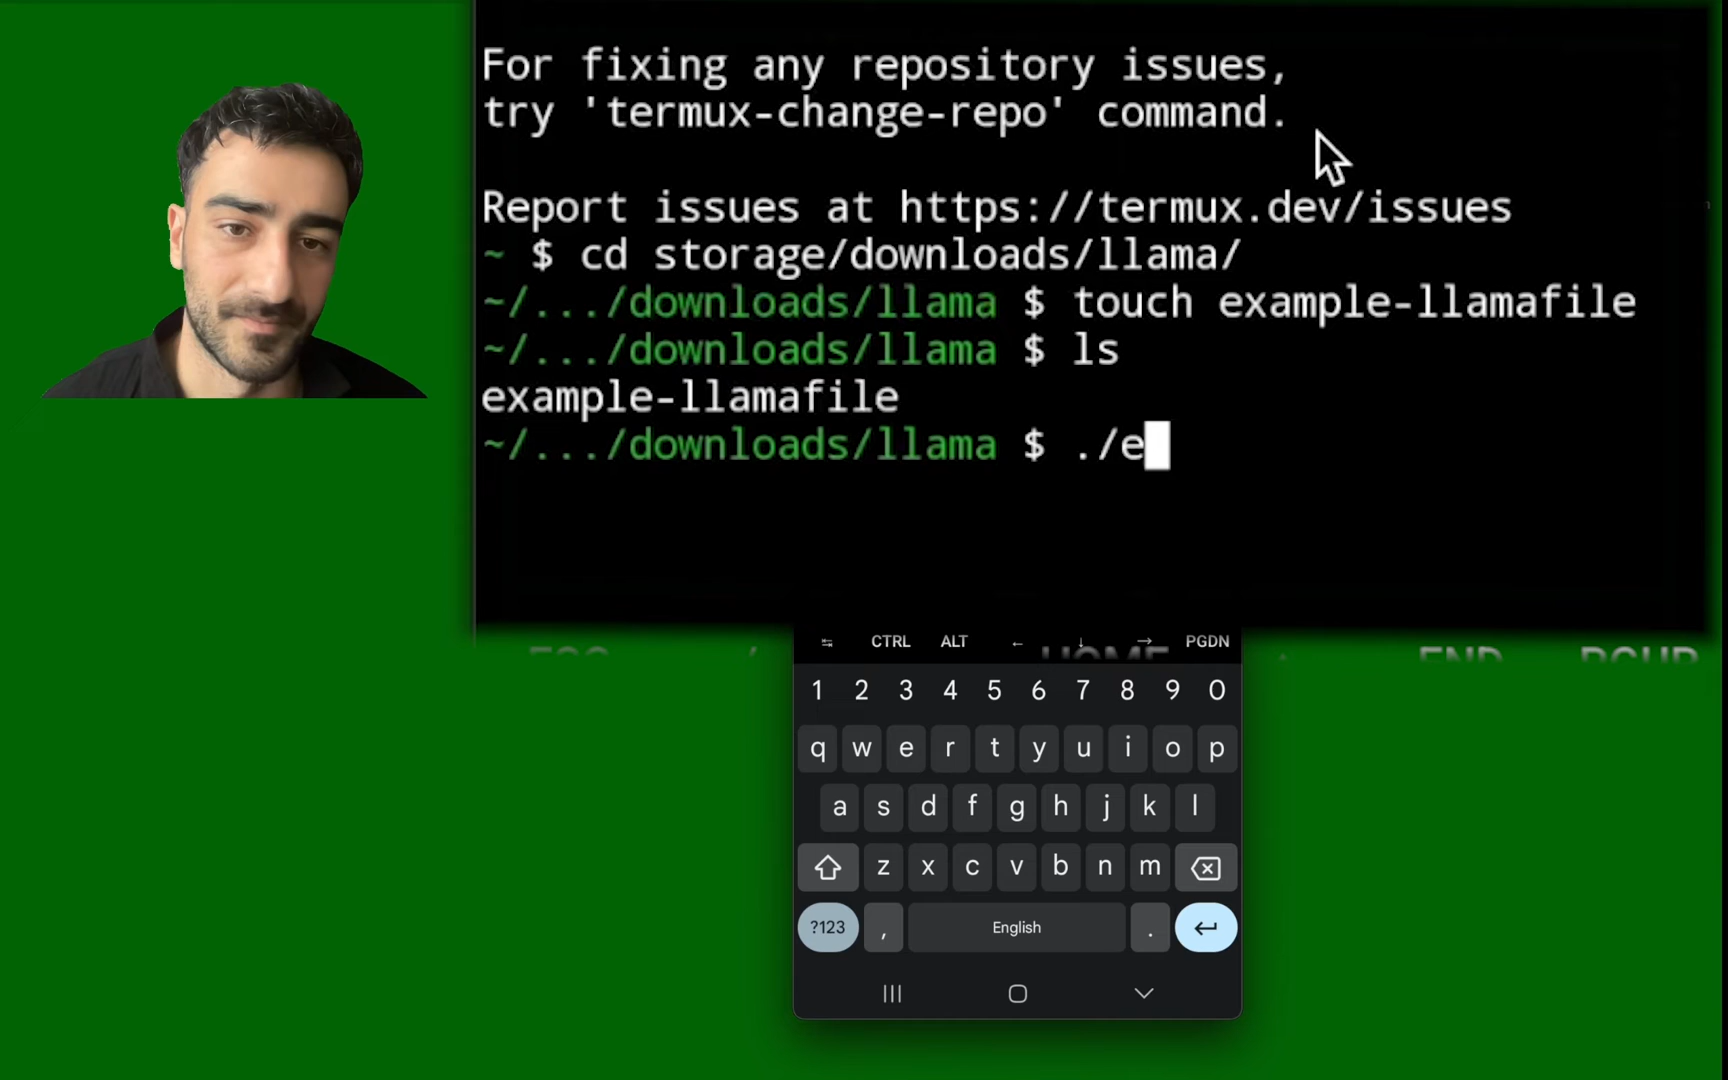 For fixing any repository issues,
try 'termux-change-repo' command.
Report issues at https://termux.dev/issues
~ $ cd storage/downloads/llama/
~/.../downloads/llama $ touch example-llamafile
~/.../downloads/llama $ ls
example-llamafile
~/.../downloads/llama $ ./e
CTRL ALT ← ↓ → PGDN
1 2 3 4 5 6 7 8 9 0
q w e r t y u i o p
a s d f g h j k l
z x c v b n m
?123 , English .